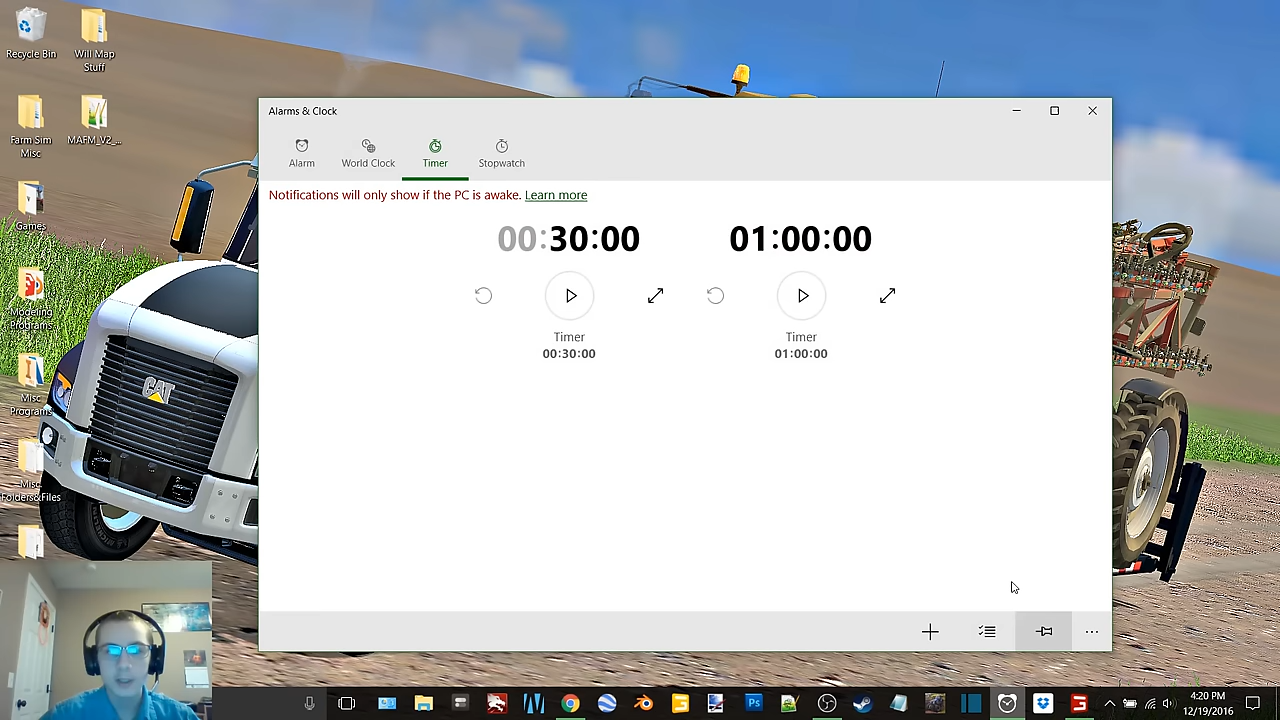 Recycle Bin
Will Map
Stuff
Farm Sim
Misc
MAFM_V2_...
Games
Modeling
Programs
Misc
Programs
Misc
Folders&Files
Alarms & Clock
Alarm
World Clock
Timer
Stopwatch
Notifications will only show if the PC is awake. Learn more
00:30:00
01:00:00
Timer
00:30:00
Timer
01:00:00
CAT
MICHELIN
4:20 PM
12/19/2016